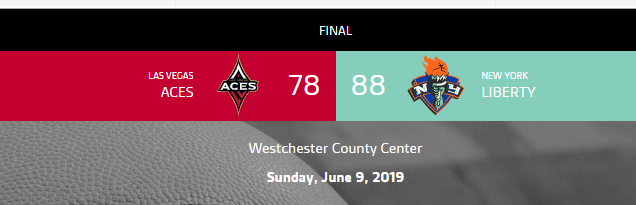 FINAL
LAS VEGAS
ACES
ACES
78
88
NY
NEW YORK
LIBERTY
Westchester County Center
Sunday, June 9, 2019